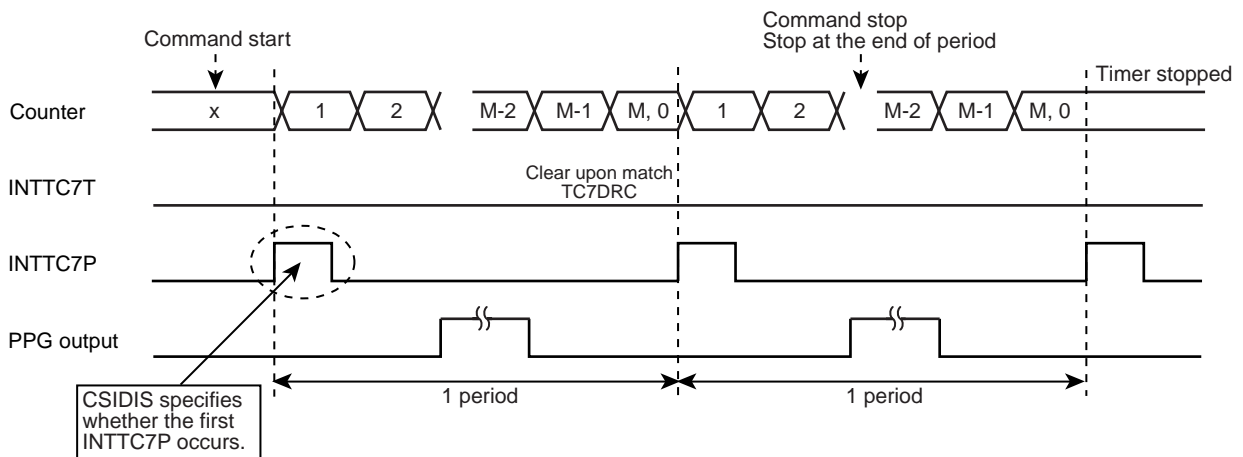 Command stop
Command start
Stop at the end of period
Timer stopped
Counter
x 1 2 M-2 M-1 M, 0 1 2 M-2 M-1 M, 0
Clear upon match
INTTC7T
TC7DRC
INTTC7P
PPG output
CSIDIS specifies
whether the first
INTTC7P occurs.
1 period 1 period